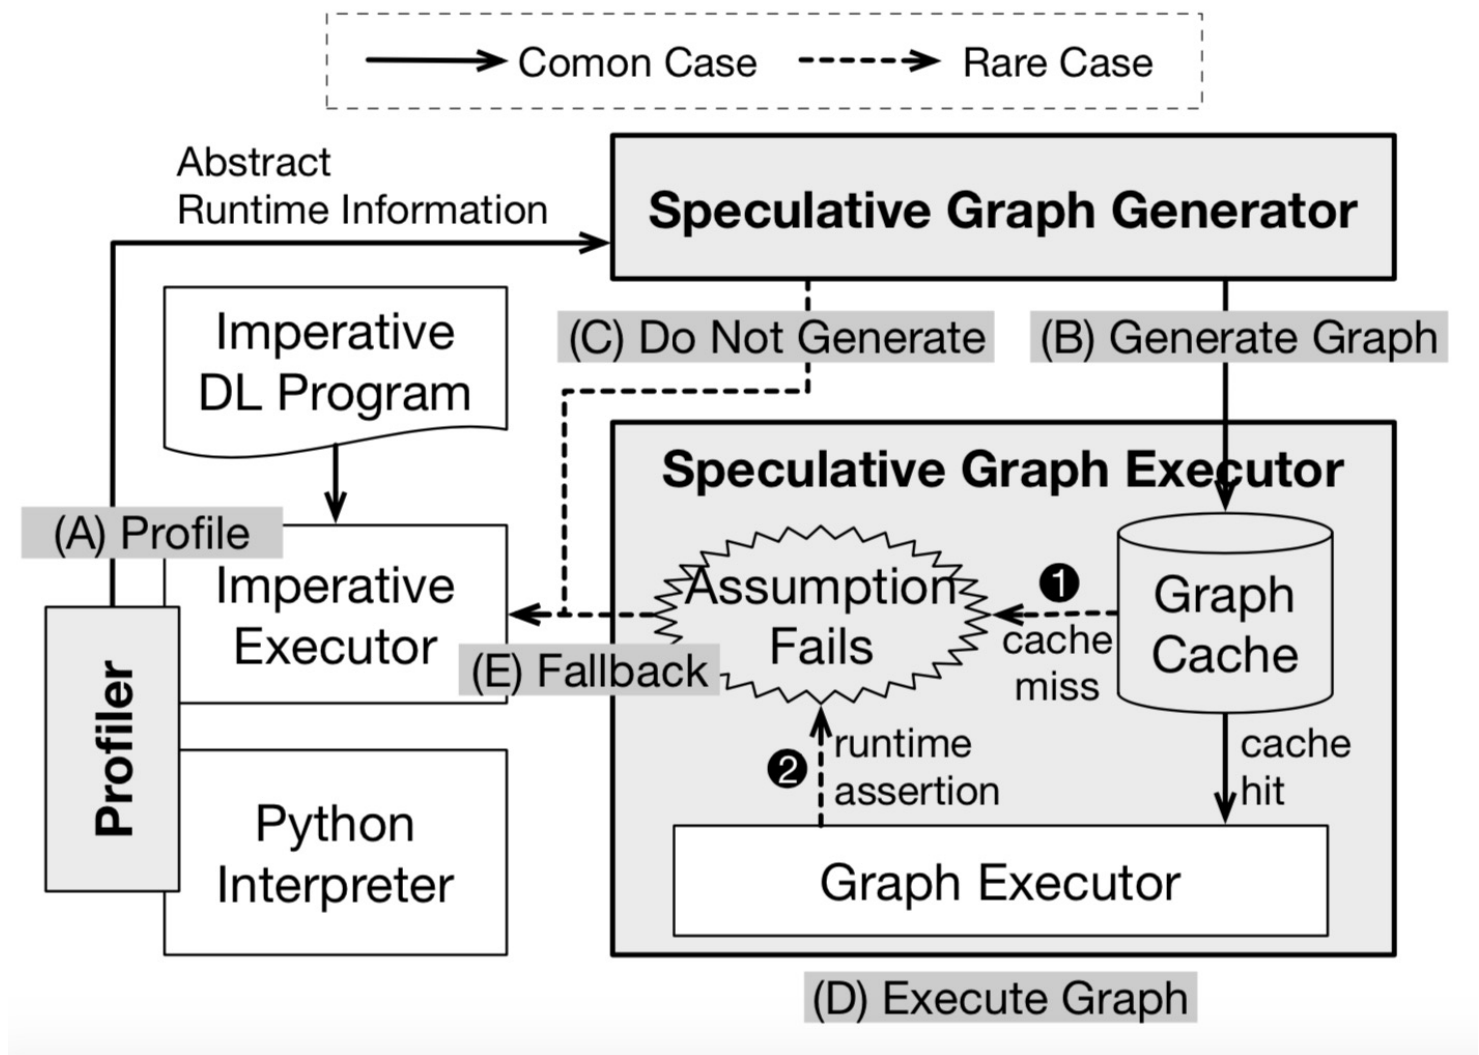 Comon Case
Rare Case
Abstract
Runtime Information
Speculative Graph Generator
(C) Do Not Generate
(B) Generate Graph
Imperative
DL Program
Speculative Graph Executor
(A) Profile
Imperative
Executor
Assumption
Fails
❶
cache
miss
Graph
Cache
(E) Fallback
Profiler
❷
runtime
assertion
cache
hit
Python
Interpreter
Graph Executor
(D) Execute Graph